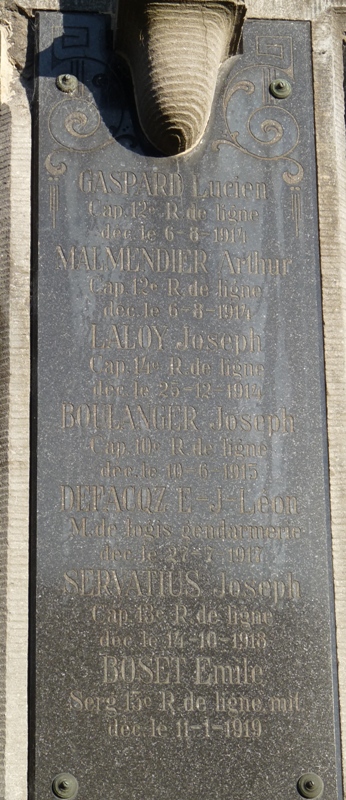 GASPARD Lucien
Cap. 12e R. de ligne
déc. le 6-8-1914
MALMENDIER Arthur
Cap. 12e R. de ligne
déc. le 6-8-1914
LALOY Joseph
Cap. 14e R. de ligne
déc. le 25-12-1914
BOULANGER Joseph
Cap. 10e R. de ligne
déc. le 10-6-1915
DEFACQZ F-J-Léon
M. de logis gendarmerie
déc. le 27-7-1917
SERVATIUS Joseph
Cap. 13e R. de ligne
déc. le 14-10-1918
BOSET Emile
Serg. 15e R. de ligne mit.
déc. le 11-1-1919